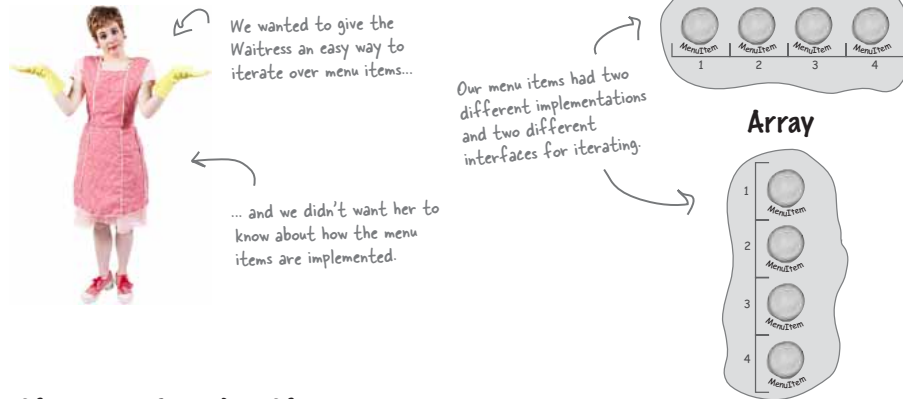 We wanted to give the
Waitress an easy way to
iterate over menu items...
... and we didn't want her to
know about how the menu
items are implemented.
Our menu items had two
different implementations
and two different
interfaces for iterating.
MenuItem MenuItem MenuItem MenuItem
1 2 3 4
Array
1
MenuItem
2
MenuItem
3
MenuItem
4
MenuItem